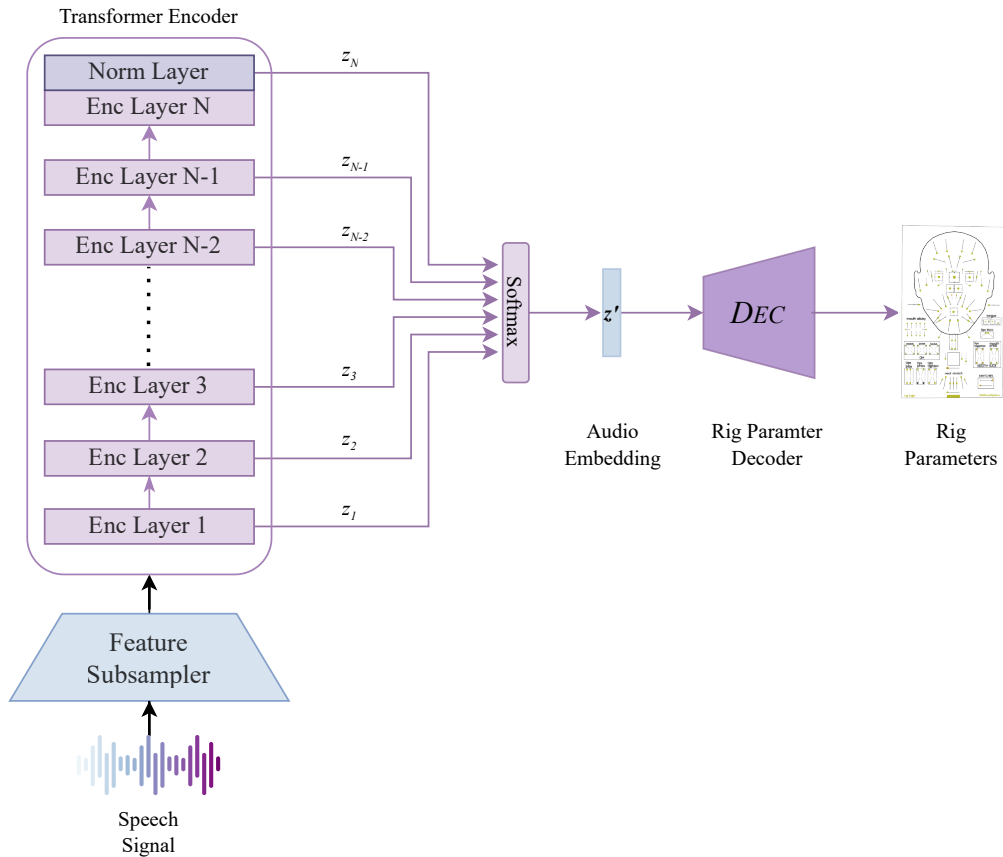 Transformer Encoder
Norm Layer
Enc Layer N
Enc Layer N-1
Enc Layer N-2
Enc Layer 3
Enc Layer 2
Enc Layer 1
z_N
z_{N-1}
z_{N-2}
z_3
z_2
z_1
Softmax
z'
Audio
Embedding
DEC
Rig Paramter
Decoder
Rig
Parameters
Feature
Subsampler
Speech
Signal